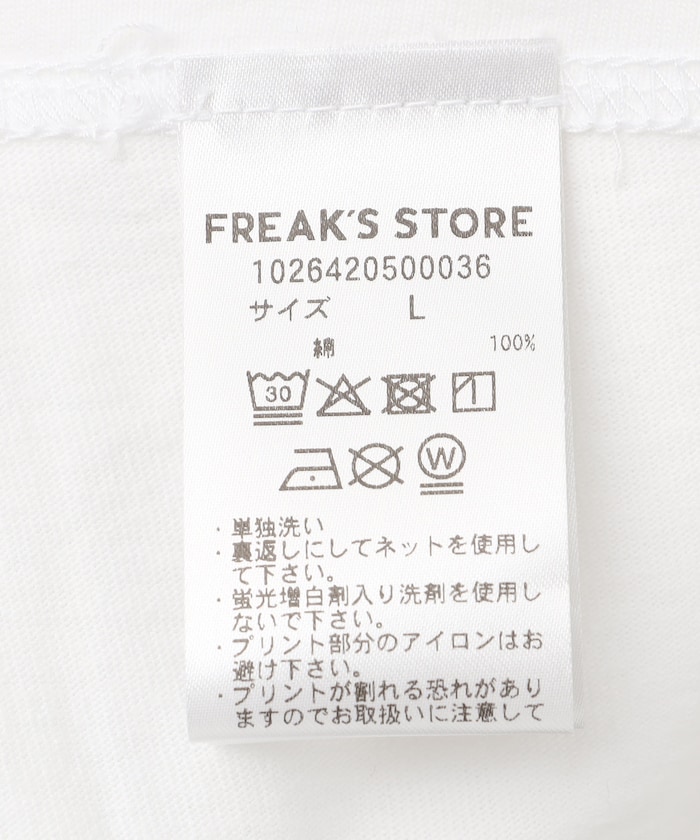 FREAK'S STORE
1026420500036
サイズ L
綿 100%
30
W
・単独洗い
・裏返しにしてネットを使用し
て下さい。
・蛍光増白剤入り洗剤を使用し
ないで下さい。
・プリント部分のアイロンはお
避け下さい。
・プリントが割れる恐れがあり
ますのでお取扱いに注意して